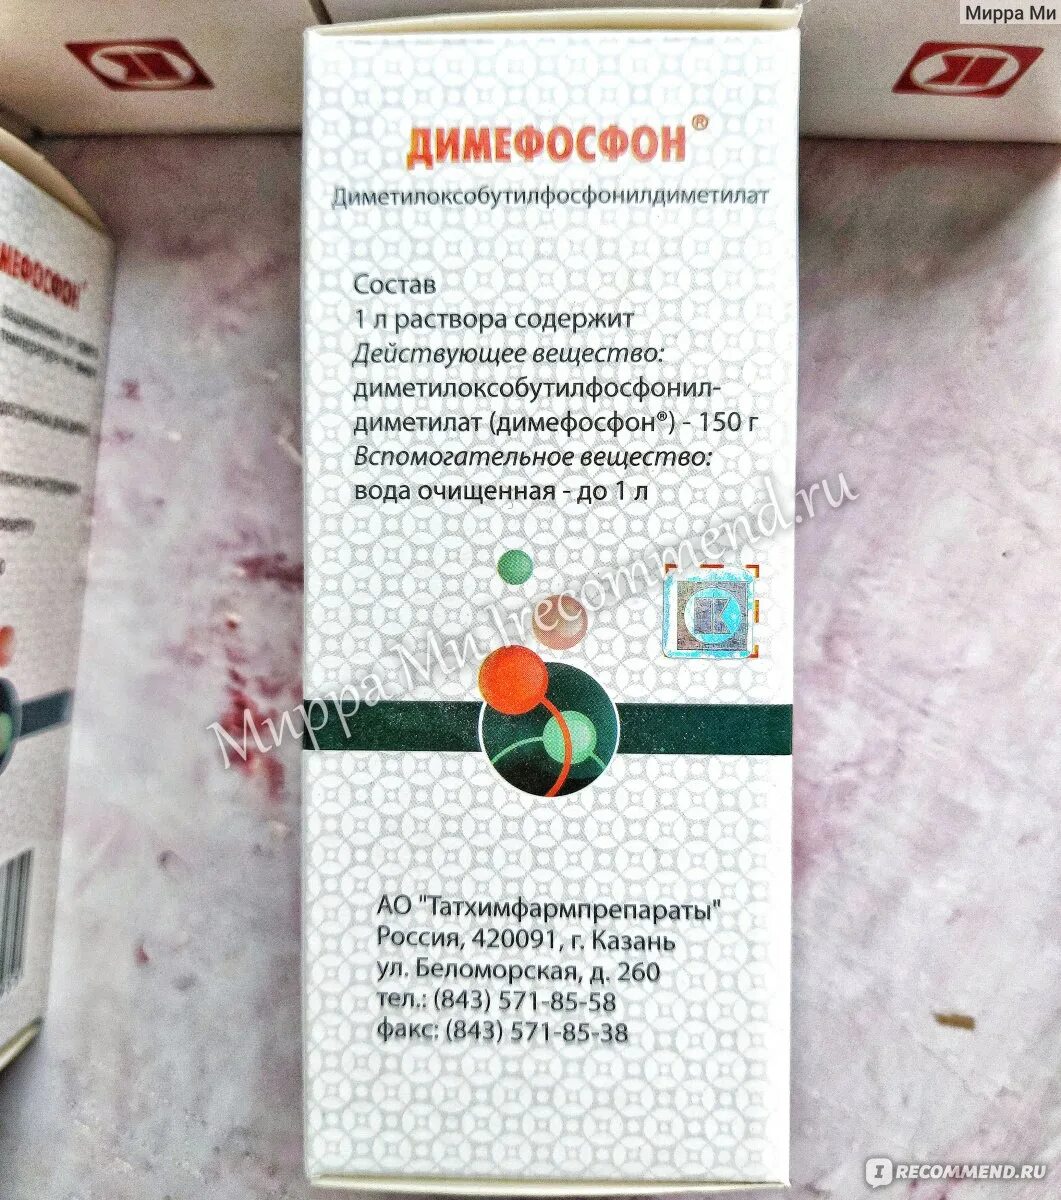 Мирра Ми
ДИМЕФОСФОН®
Диметилоксобутилфосфонилдиметилат
Состав
1 л раствора содержит
Действующее вещество:
диметилоксобутилфосфонил-
диметилат (димефосфон®) - 150 г
Вспомогательное вещество:
вода очищенная - до 1 л
Мирра Ми Irecommend.ru
АО "Татхимфармпрепараты"
Россия, 420091, г. Казань
ул. Беломорская, д. 260
тел.: (843) 571-85-58
факс: (843) 571-85-38
МЕФОСФОН®
IRECOMMEND.RU